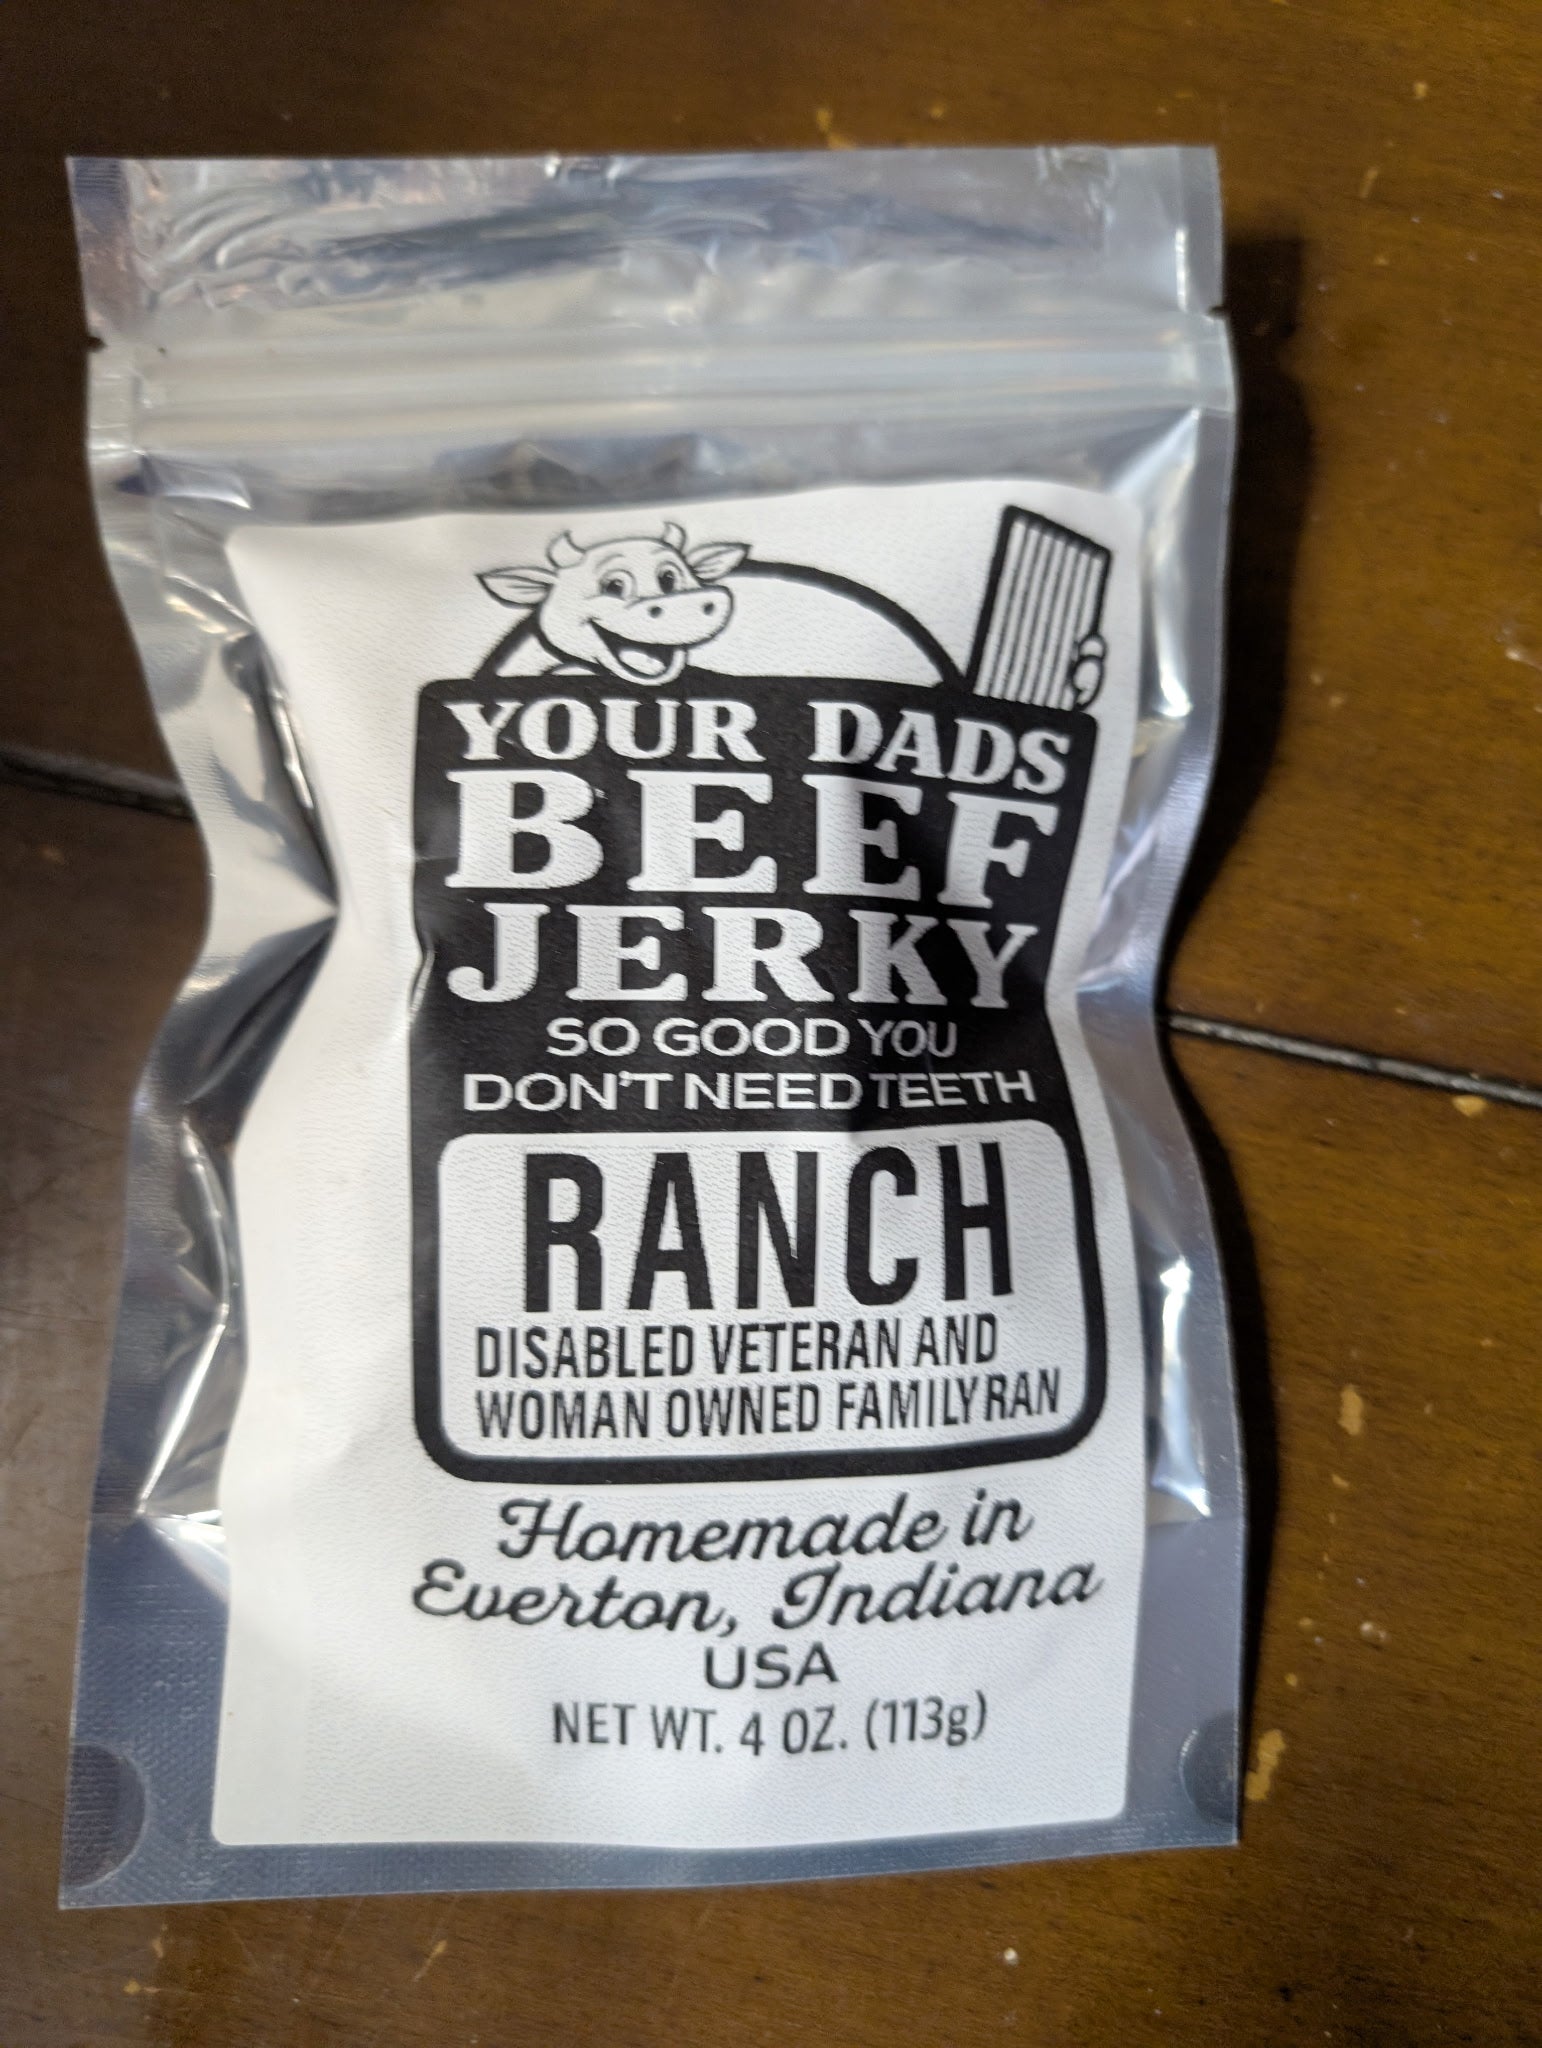 YOUR DADS
BEEF
JERKY
SO GOOD YOU
DON'T NEED TEETH
RANCH
DISABLED VETERAN AND
WOMAN OWNED FAMILY RAN
Homemade in
Everton, Indiana
USA
NET WT. 4 OZ. (113g)